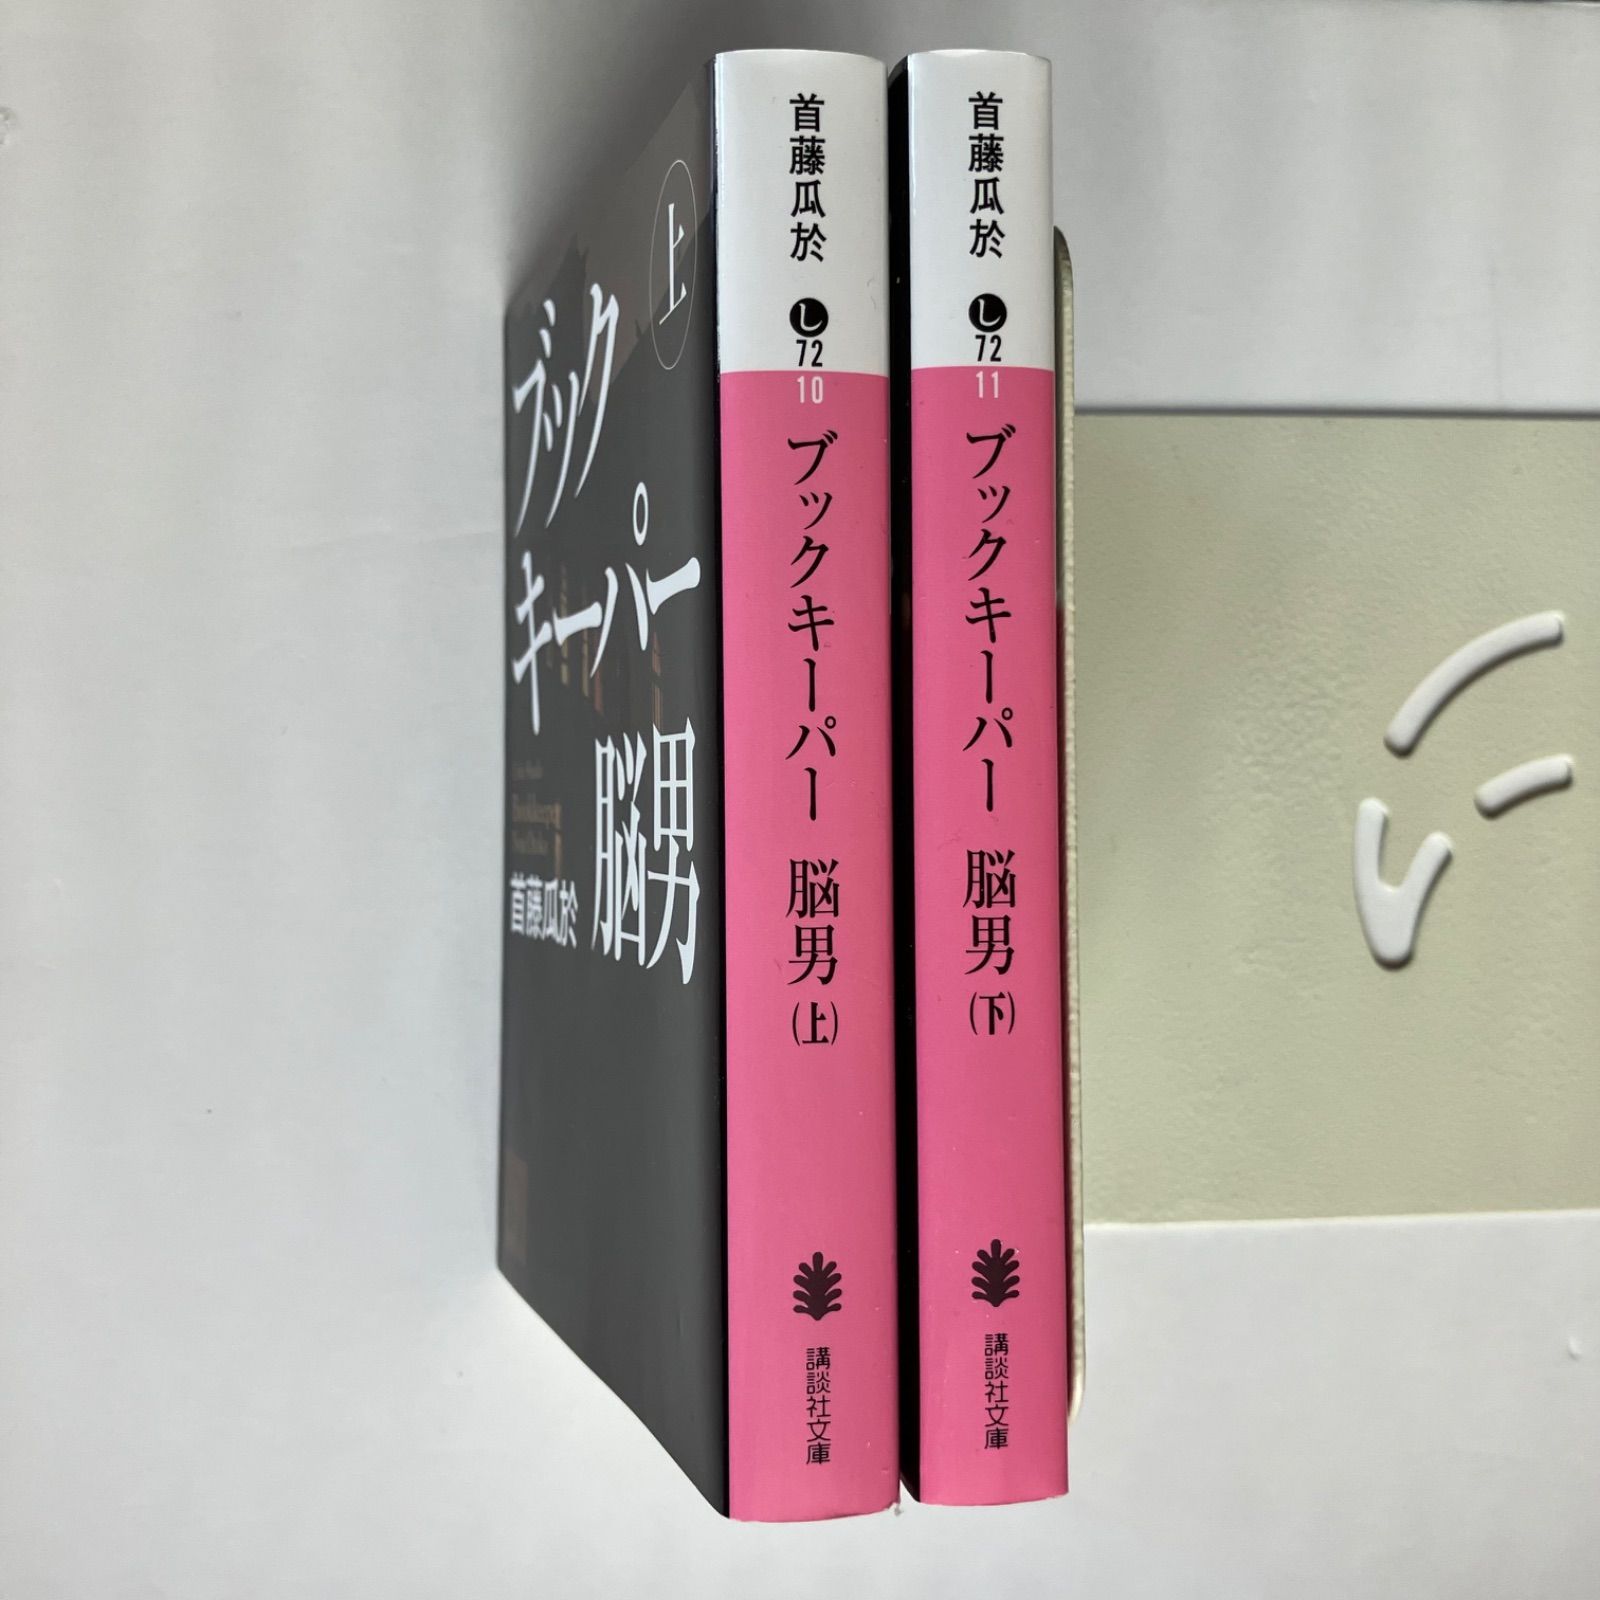 上
ブック
キーパー
脳男
首藤瓜於
首藤瓜於
し
72
10
ブックキーパー 脳男(上)
講談社文庫
首藤瓜於
し
72
11
ブックキーパー 脳男(下)
講談社文庫